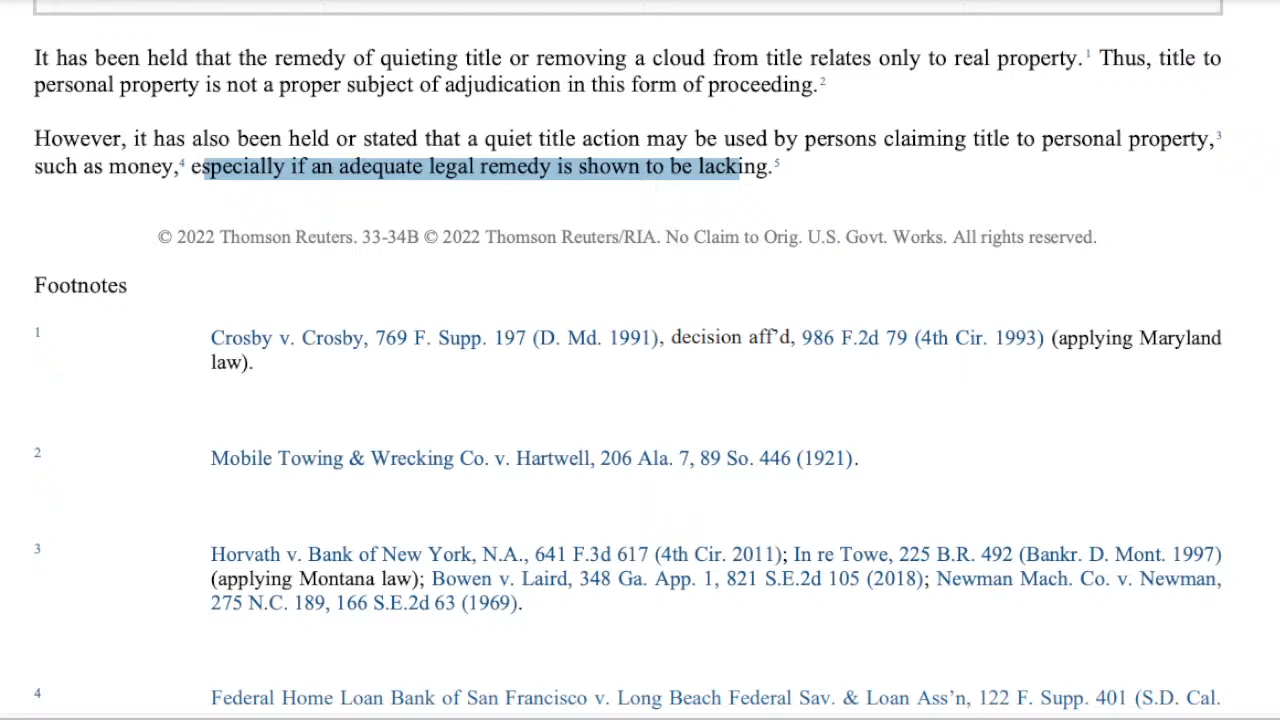 It has been held that the remedy of quieting title or removing a cloud from title relates only to real property.1 Thus, title to
personal property is not a proper subject of adjudication in this form of proceeding.2
However, it has also been held or stated that a quiet title action may be used by persons claiming title to personal property,3
such as money,4 especially if an adequate legal remedy is shown to be lacking.5
© 2022 Thomson Reuters. 33-34B © 2022 Thomson Reuters/RIA. No Claim to Orig. U.S. Govt. Works. All rights reserved.
Footnotes
1 Crosby v. Crosby, 769 F. Supp. 197 (D. Md. 1991), decision aff'd, 986 F.2d 79 (4th Cir. 1993) (applying Maryland
law).
2 Mobile Towing & Wrecking Co. v. Hartwell, 206 Ala. 7, 89 So. 446 (1921).
3 Horvath v. Bank of New York, N.A., 641 F.3d 617 (4th Cir. 2011); In re Towe, 225 B.R. 492 (Bankr. D. Mont. 1997)
(applying Montana law); Bowen v. Laird, 348 Ga. App. 1, 821 S.E.2d 105 (2018); Newman Mach. Co. v. Newman,
275 N.C. 189, 166 S.E.2d 63 (1969).
4 Federal Home Loan Bank of San Francisco v. Long Beach Federal Sav. & Loan Ass'n, 122 F. Supp. 401 (S.D. Cal.